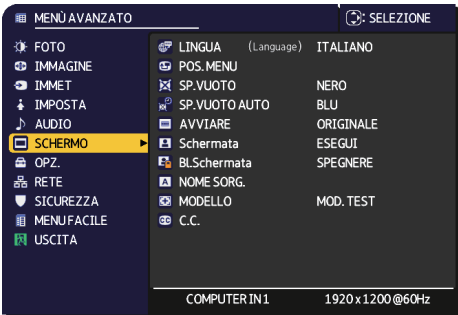 MENÙ AVANZATO
: SELEZIONE
FOTO
IMMAGINE
IMMET
IMPOSTA
AUDIO
SCHERMO
OPZ.
RETE
SICUREZZA
MENU FACILE
USCITA
LINGUA (Language) ITALIANO
POS.MENU
SP.VUOTO NERO
SP.VUOTO AUTO BLU
AVVIARE ORIGINALE
Schermata ESEGUI
Bl.Schermata SPEGNERE
NOME SORG.
MODELLO MOD. TEST
C.C.
COMPUTER IN 1 1920 x 1200 @60Hz